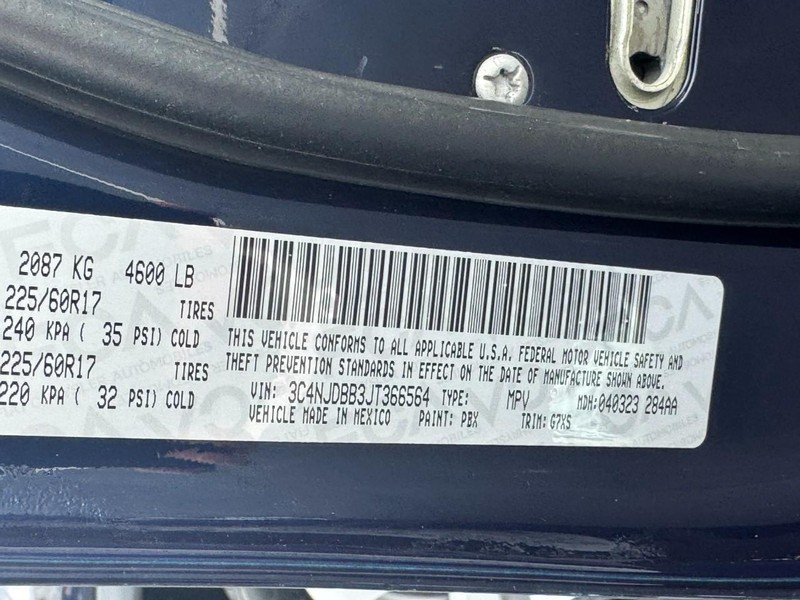 2087 KG 4600 LB
225/60R17 TIRES
240 KPA ( 35 PSI) COLD
225/60R17 TIRES
220 KPA ( 32 PSI) COLD
THIS VEHICLE CONFORMS TO ALL APPLICABLE U.S.A. FEDERAL MOTOR VEHICLE SAFETY AND
THEFT PREVENTION STANDARDS IN EFFECT ON THE DATE OF MANUFACTURE SHOWN ABOVE.
VIN: 3C4NJDBB3JT366564 TYPE: MPV MDH:040323 284AA
VEHICLE MADE IN MEXICO PAINT: PBX TRIM: G7XS